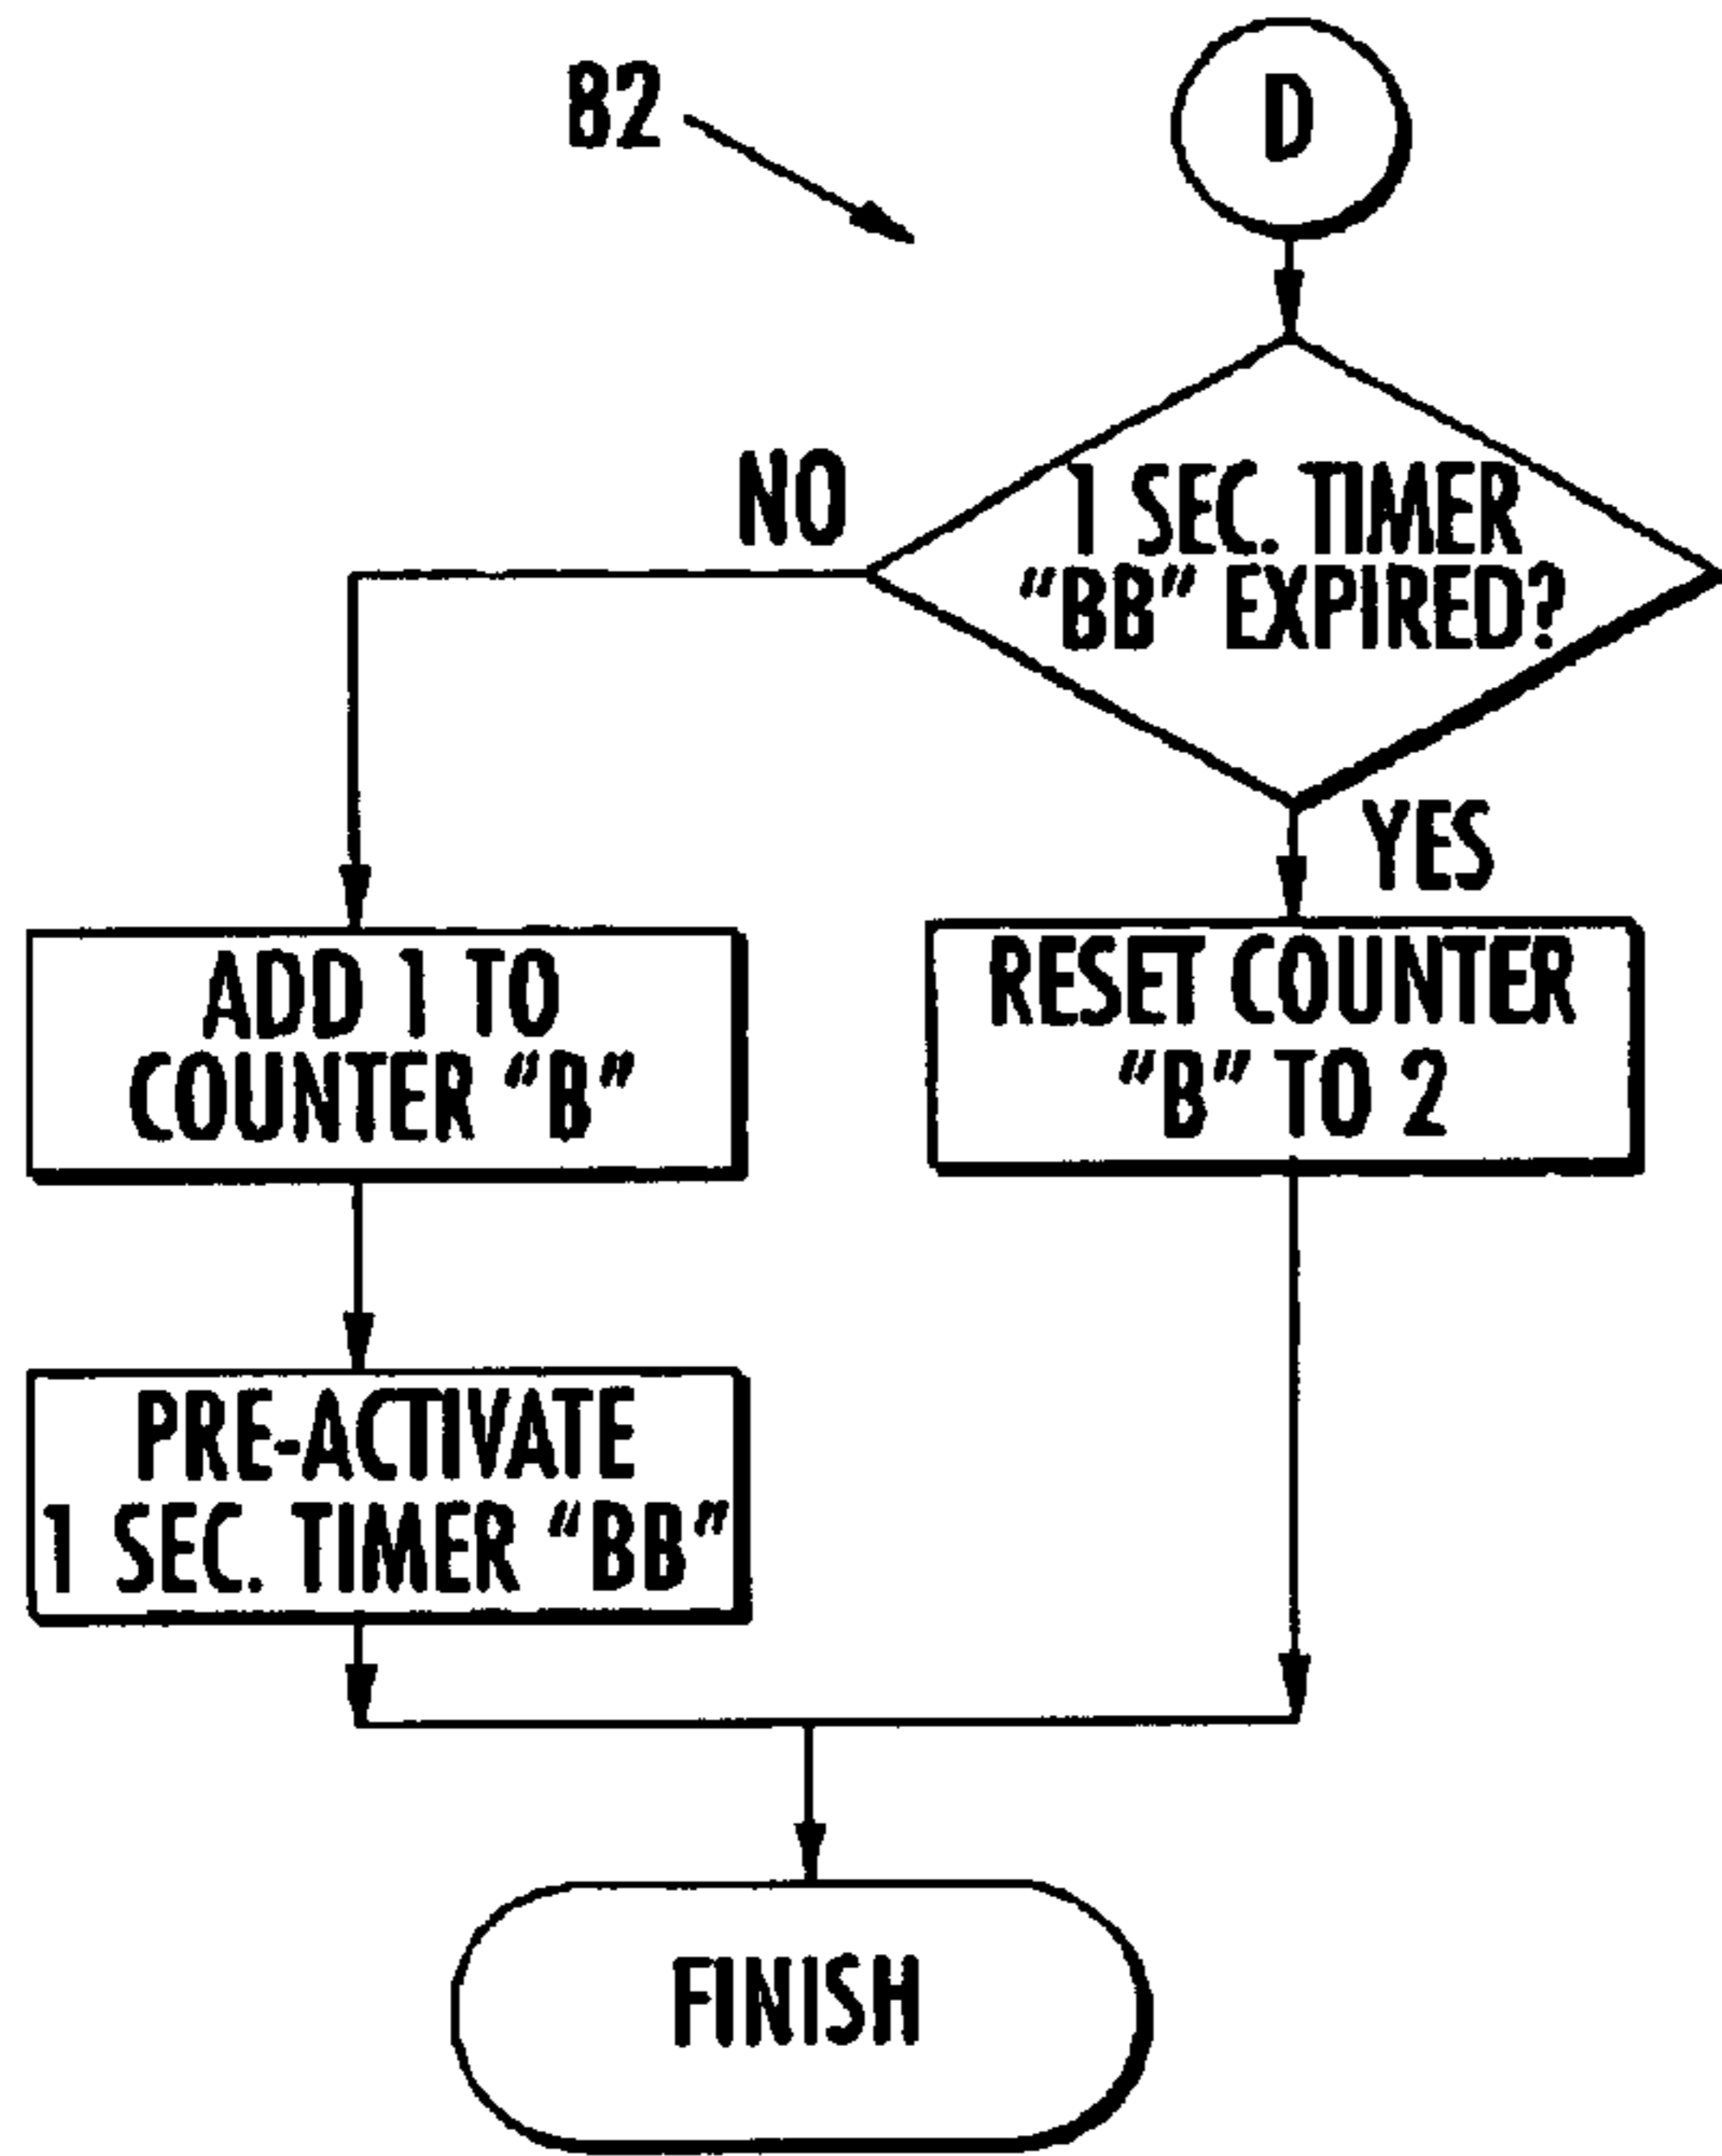 B2
D
NO
1 SEC. TIMER
"BB" EXPIRED?
YES
ADD 1 TO
COUNTER "B"
RESET COUNTER
"B" TO 2
PRE-ACTIVATE
1 SEC. TIMER "BB"
FINISH